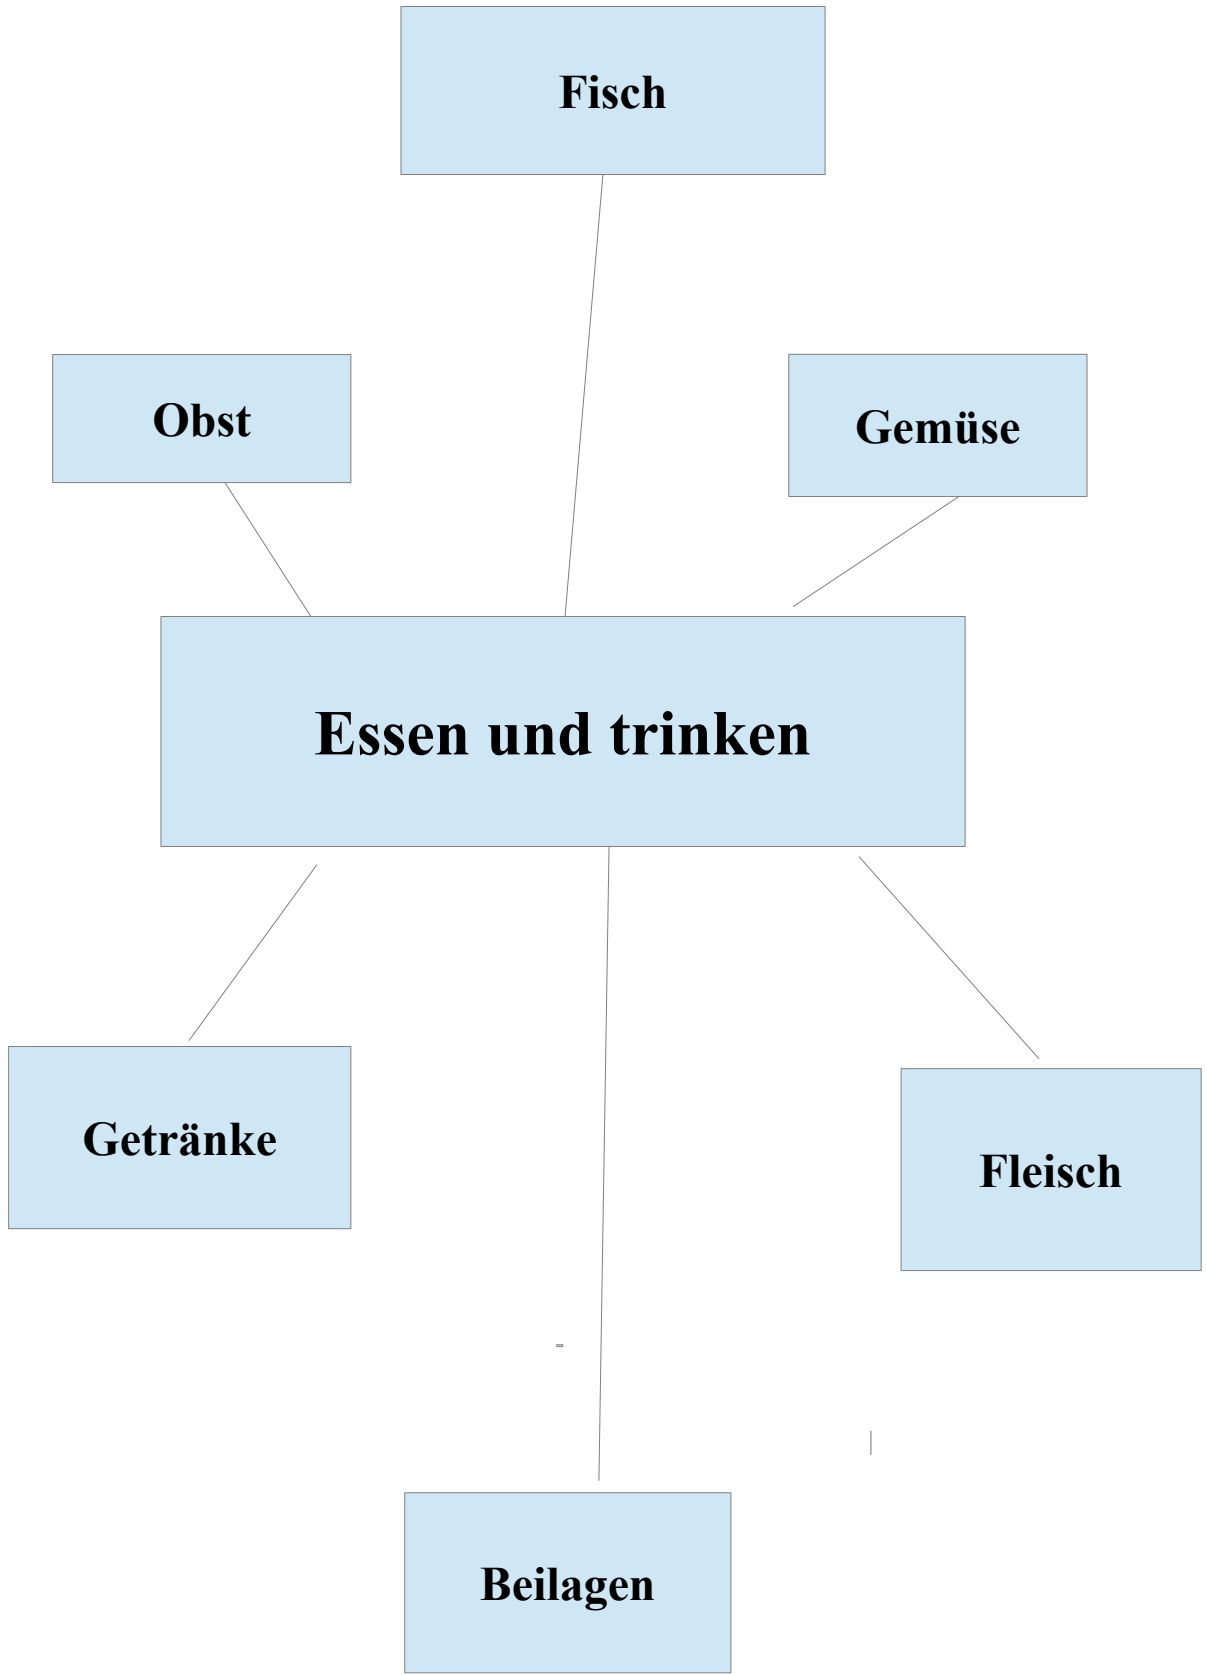 Fisch
Obst
Gemüse
Essen und trinken
Getränke
Fleisch
Beilagen